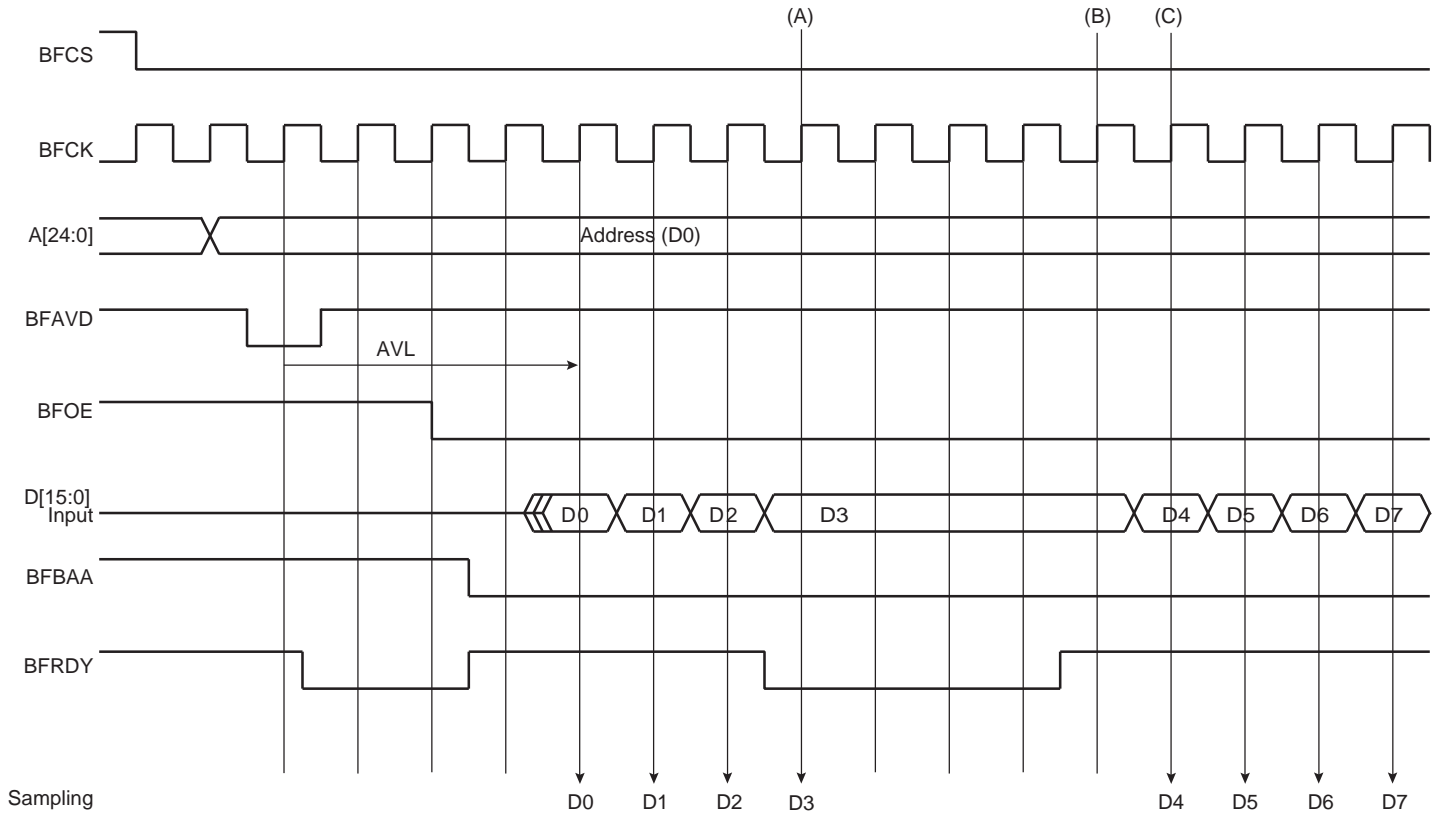 (A) (B) (C)
BFCS
BFCK
A[24:0] Address (D0)
BFAVD
AVL
BFOE
D[15:0]
Input D0 D1 D2 D3 D4 D5 D6 D7
BFBAA
BFRDY
Sampling D0 D1 D2 D3 D4 D5 D6 D7